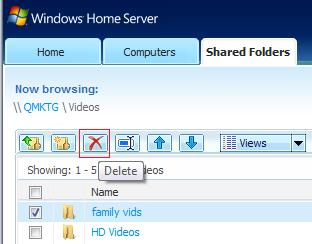 Windows Home Server
Home Computers Shared Folders
Now browsing:
\\ QMKTG \ Videos
Views
Showing: 1 - 5 Videos
Delete
Name
family vids
HD Videos